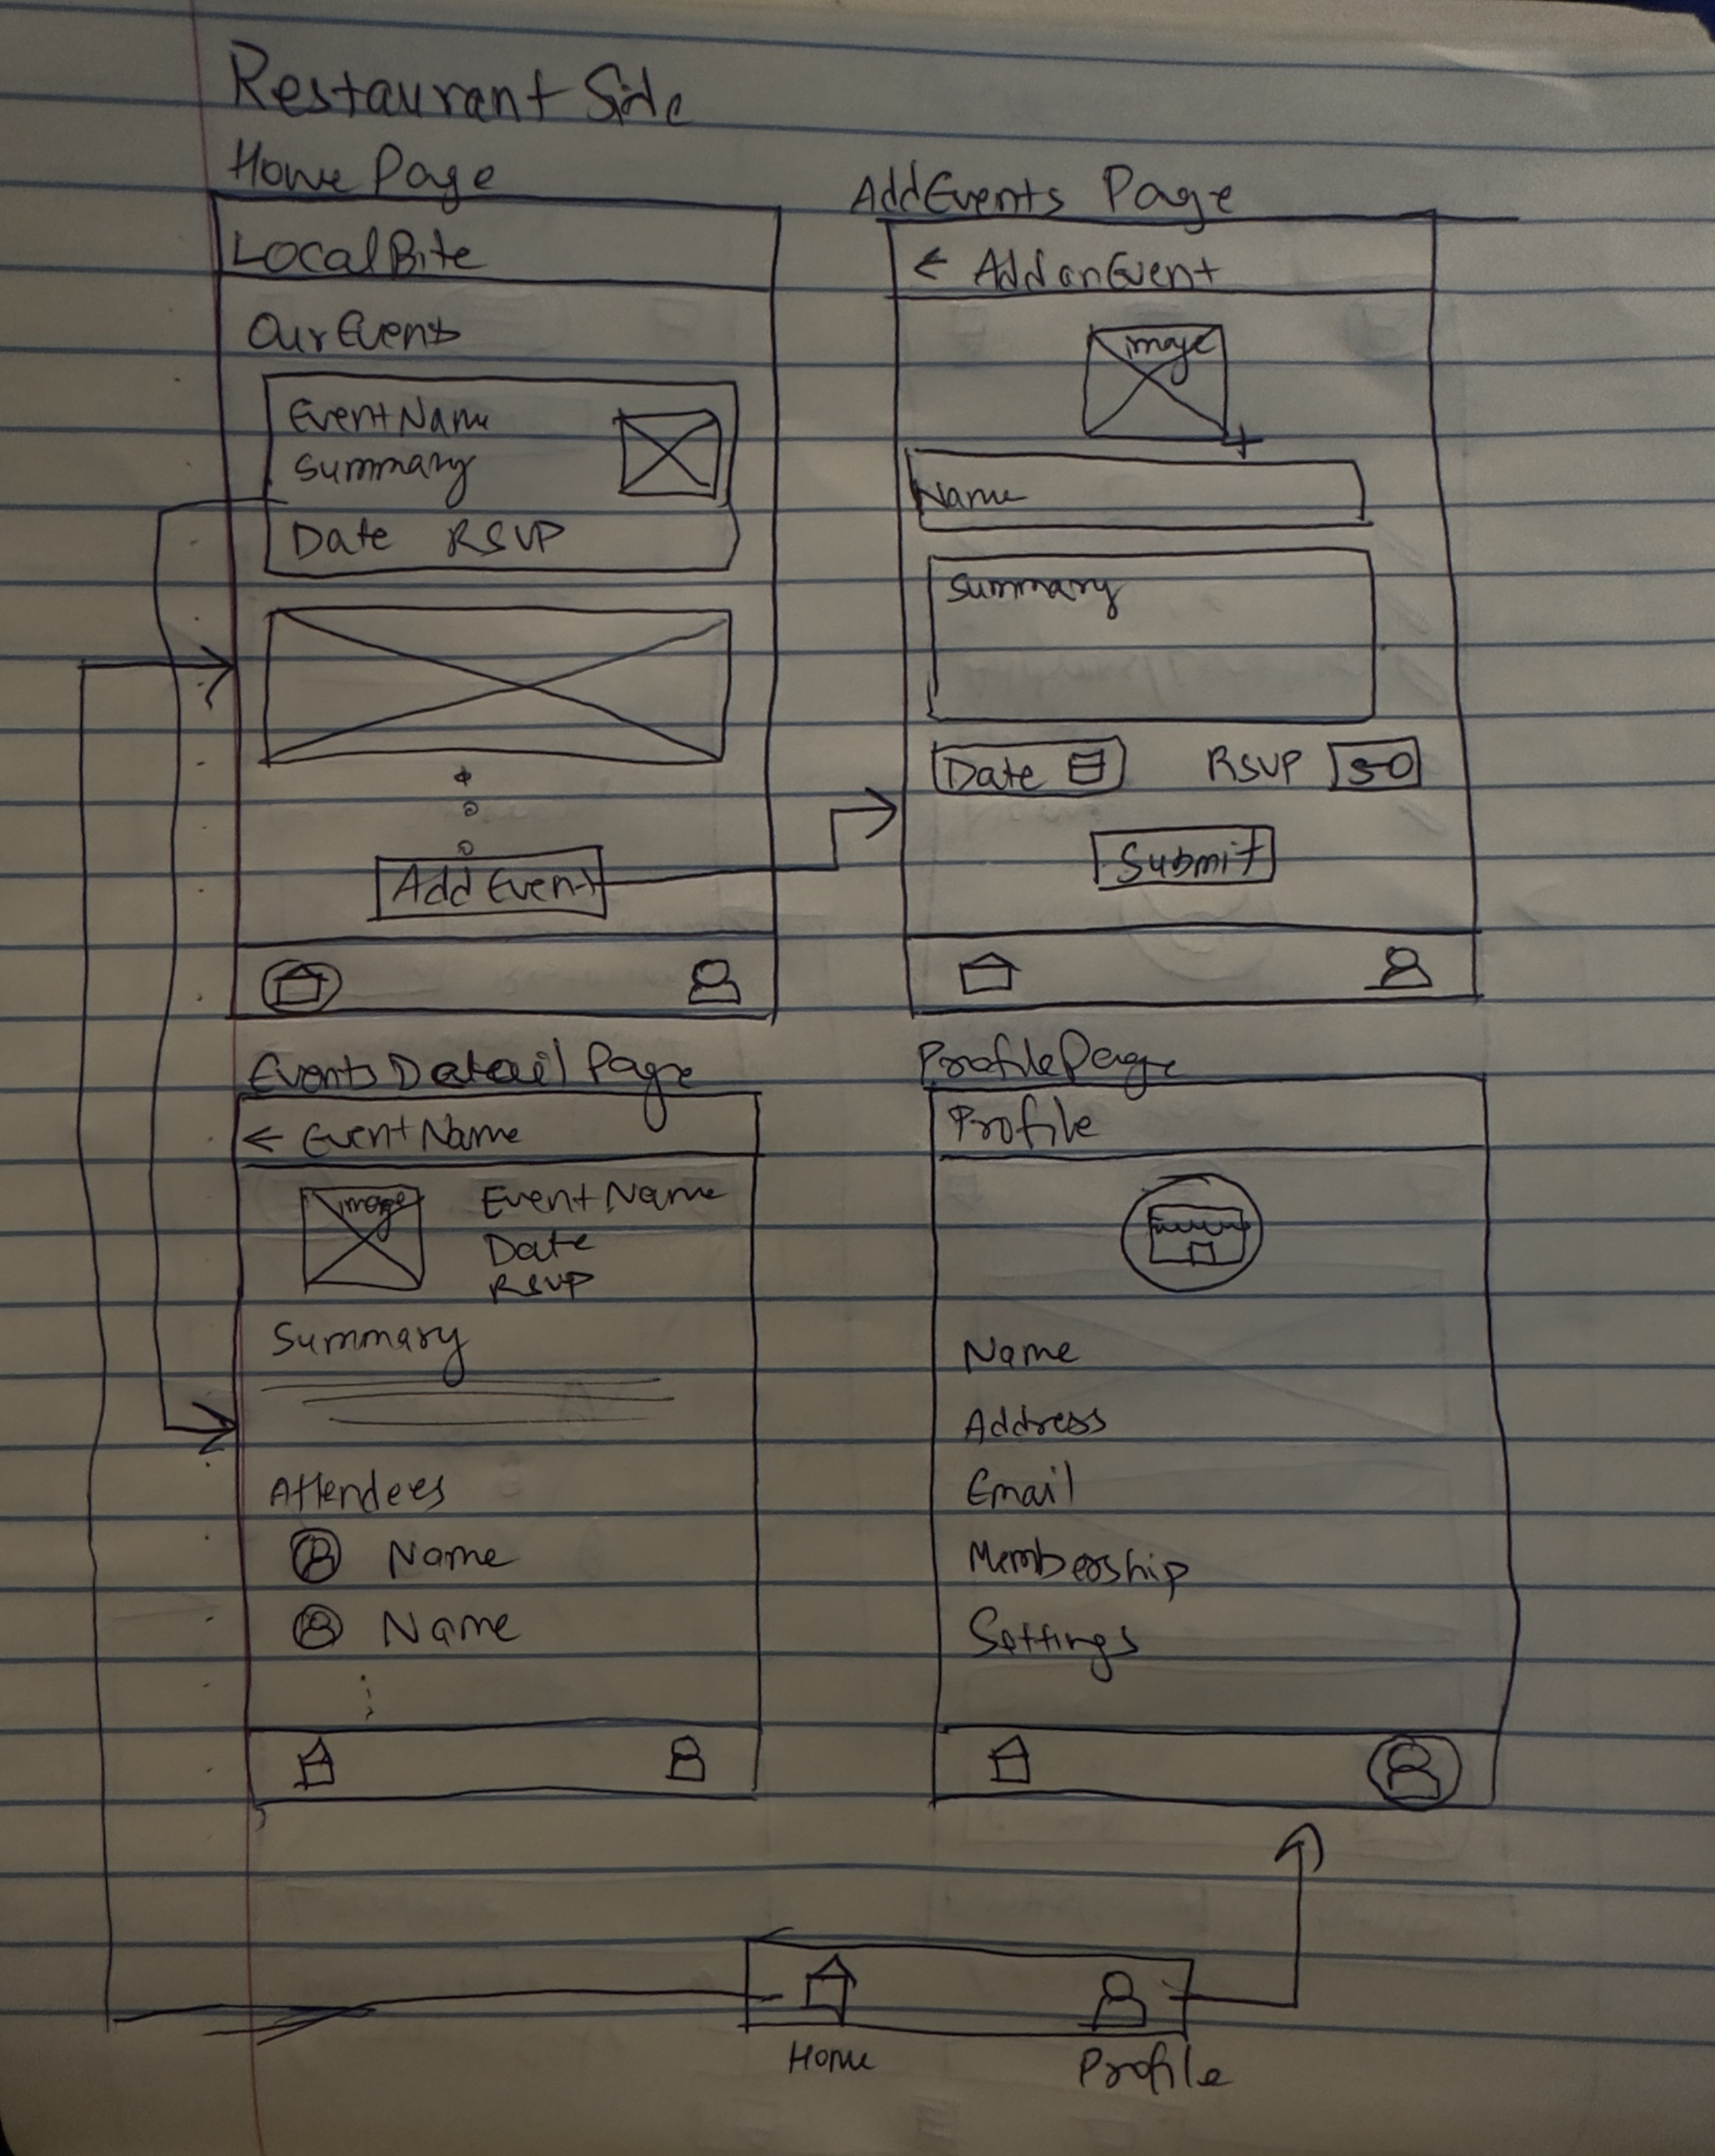 Restaurant Side
Home Page
LocalBite
Our Events
Event Name
Summary
Date RSVP
Add Event
Add Events Page
← Add an Event
image
+
Name
Summary
Date RSVP 50
Submit
Events Detail Page
← Event Name
image
Event Name
Date
RSVP
Summary
Attendees
Name
Name
Profile Page
Profile
Name
Address
Email
Membership
Settings
Home Profile